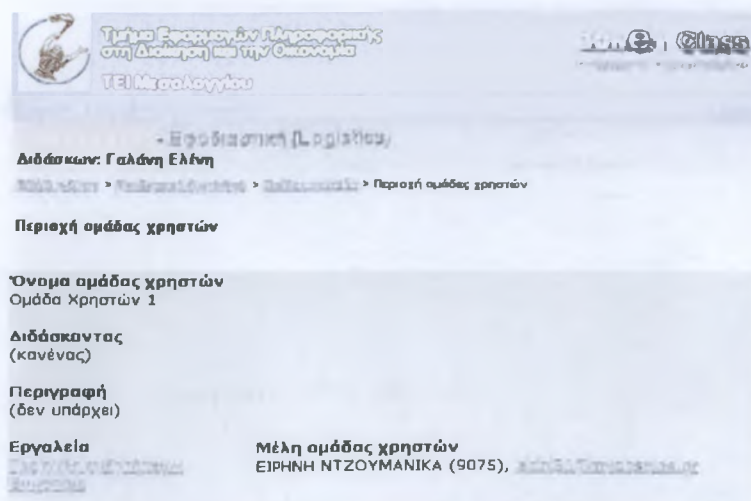 Τμήμα Εφαρμογών Πληροφορικής
στη Διοίκηση και την Οικονομία
ΤΕΙ Μεσολογγίου
e Class
- Εφοδιαστική (Logistics)
Διδάσκων: Γαλάνη Ελένη
> > > Περιοχή ομάδας χρηστών
Περιοχή ομάδας χρηστών
Όνομα ομάδας χρηστών
Ομάδα Χρηστών 1
Διδάσκοντας
(κανένας)
Περιγραφή
(δεν υπάρχει)
Εργαλεία
Μέλη ομάδας χρηστών
ΕΙΡΗΝΗ ΝΤΖΟΥΜΑΝΙΚΑ (9075),